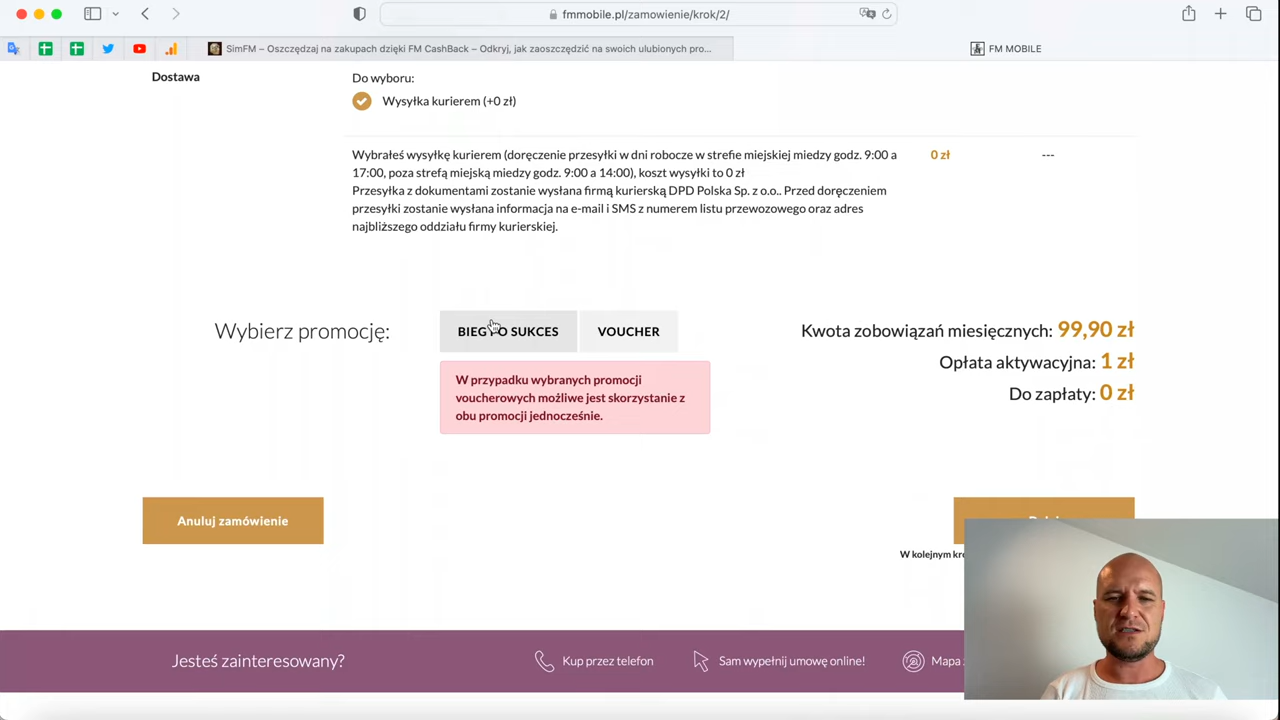 fmmobile.pl/zamowienie/krok/2/
SimFM – Oszczędzaj na zakupach dzięki FM CashBack – Odkryj, jak zaoszczędzić na swoich ulubionych pro...
FM MOBILE
Dostawa
Do wyboru:
Wysyłka kurierem (+0 zł)
Wybrałeś wysyłkę kurierem (doręczenie przesyłki w dni robocze w strefie miejskiej miedzy godz. 9:00 a
17:00, poza strefą miejską miedzy godz. 9:00 a 14:00), koszt wysyłki to 0 zł
0 zł
---
Przesyłka z dokumentami zostanie wysłana firmą kurierską DPD Polska Sp. z o.o.. Przed doręczeniem
przesyłki zostanie wysłana informacja na e-mail i SMS z numerem listu przewozowego oraz adres
najbliższego oddziału firmy kurierskiej.
Wybierz promocję:
BIEG PO SUKCES
VOUCHER
W przypadku wybranych promocji
voucherowych możliwe jest skorzystanie z
obu promocji jednocześnie.
Kwota zobowiązań miesięcznych: 99,90 zł
Opłata aktywacyjna: 1 zł
Do zapłaty: 0 zł
Anuluj zamówienie
W kolejnym
Jesteś zainteresowany?
Kup przez telefon
Sam wypełnij umowę online!
Mapa